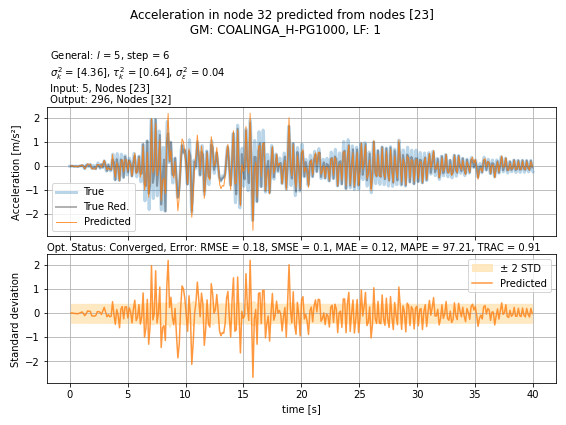 Acceleration in node 32 predicted from nodes [23]
GM: COALINGA_H-PG1000, LF: 1
General: l = 5, step = 6
σ²ₖ = [4.36], τ²ₖ = [0.64], σ²ε = 0.04
Input: 5, Nodes [23]
Output: 296, Nodes [32]
Acceleration [m/s²]
2
1
0
−1
−2
True
True Red.
Predicted
Opt. Status: Converged, Error: RMSE = 0.18, SMSE = 0.1, MAE = 0.12, MAPE = 97.21, TRAC = 0.91
Standard deviation
2
1
0
−1
−2
± 2 STD
Predicted
0 5 10 15 20 25 30 35 40
time [s]